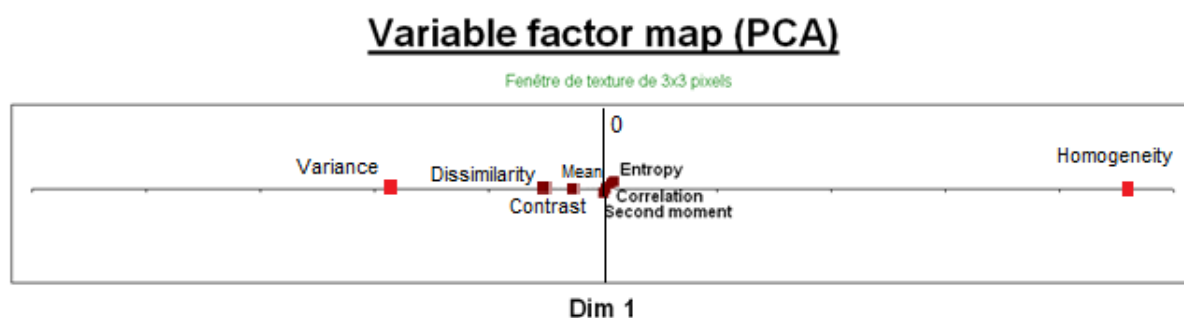 Variable factor map (PCA)
Fenêtre de texture de 3x3 pixels
0
Variance
Dissimilarity
Contrast
Mean
Entropy
Correlation
Second moment
Homogeneity
Dim 1